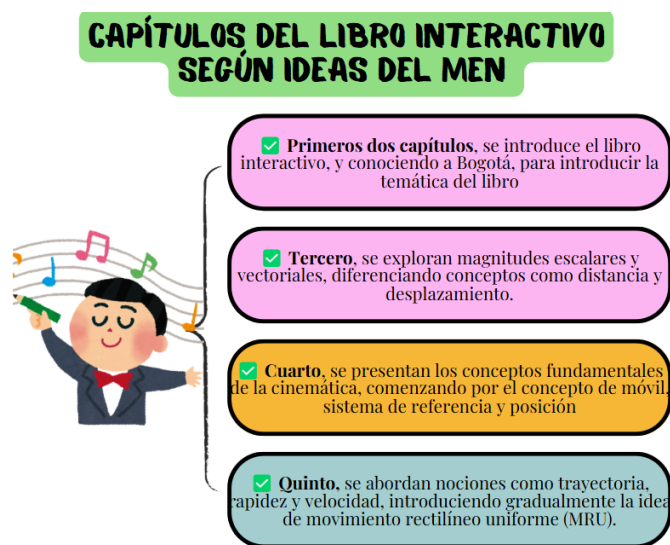 CAPÍTULOS DEL LIBRO INTERACTIVO
SEGÚN IDEAS DEL MEN
✅ Primeros dos capítulos, se introduce el libro
interactivo, y conociendo a Bogotá, para introducir la
temática del libro
✅ Tercero, se exploran magnitudes escalares y
vectoriales, diferenciando conceptos como distancia y
desplazamiento.
✅ Cuarto, se presentan los conceptos fundamentales
de la cinemática, comenzando por el concepto de móvil,
sistema de referencia y posición
✅ Quinto, se abordan nociones como trayectoria,
rapidez y velocidad, introduciendo gradualmente la idea
de movimiento rectilíneo uniforme (MRU).